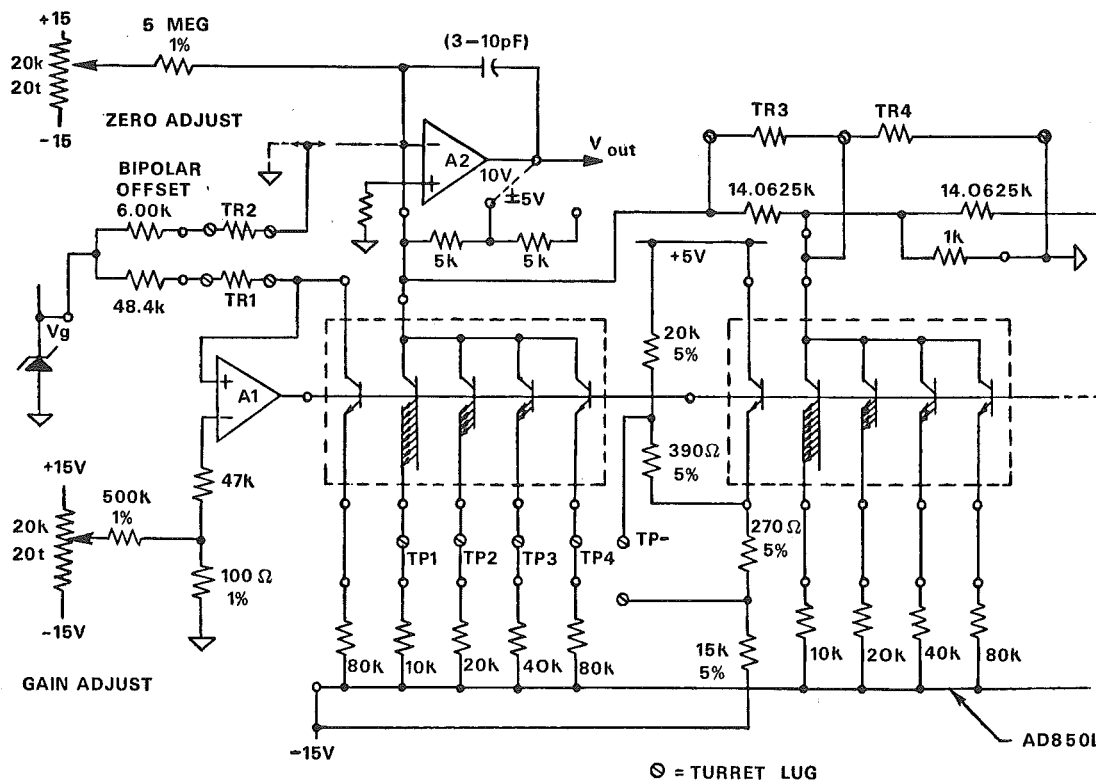 +15
5 MEG
1%
20k
20t
-15
ZERO ADJUST
(3-10pF)
A2
10V
V out
±5V
5k
5k
BIPOLAR
OFFSET
6.00k
TR2
48.4k
TR1
Vg
A1
TR3
TR4
14.0625k
14.0625k
1k
+5V
20k
5%
390Ω
5%
+15V
500k
1%
20k
20t
47k
100Ω
1%
-15V
GAIN ADJUST
TP1
TP2
TP3
TP4
TP-
270Ω
5%
15k
5%
80k
10k
20k
40k
80k
10k
20k
40k
80k
-15V
AD850L
= TURRET LUG